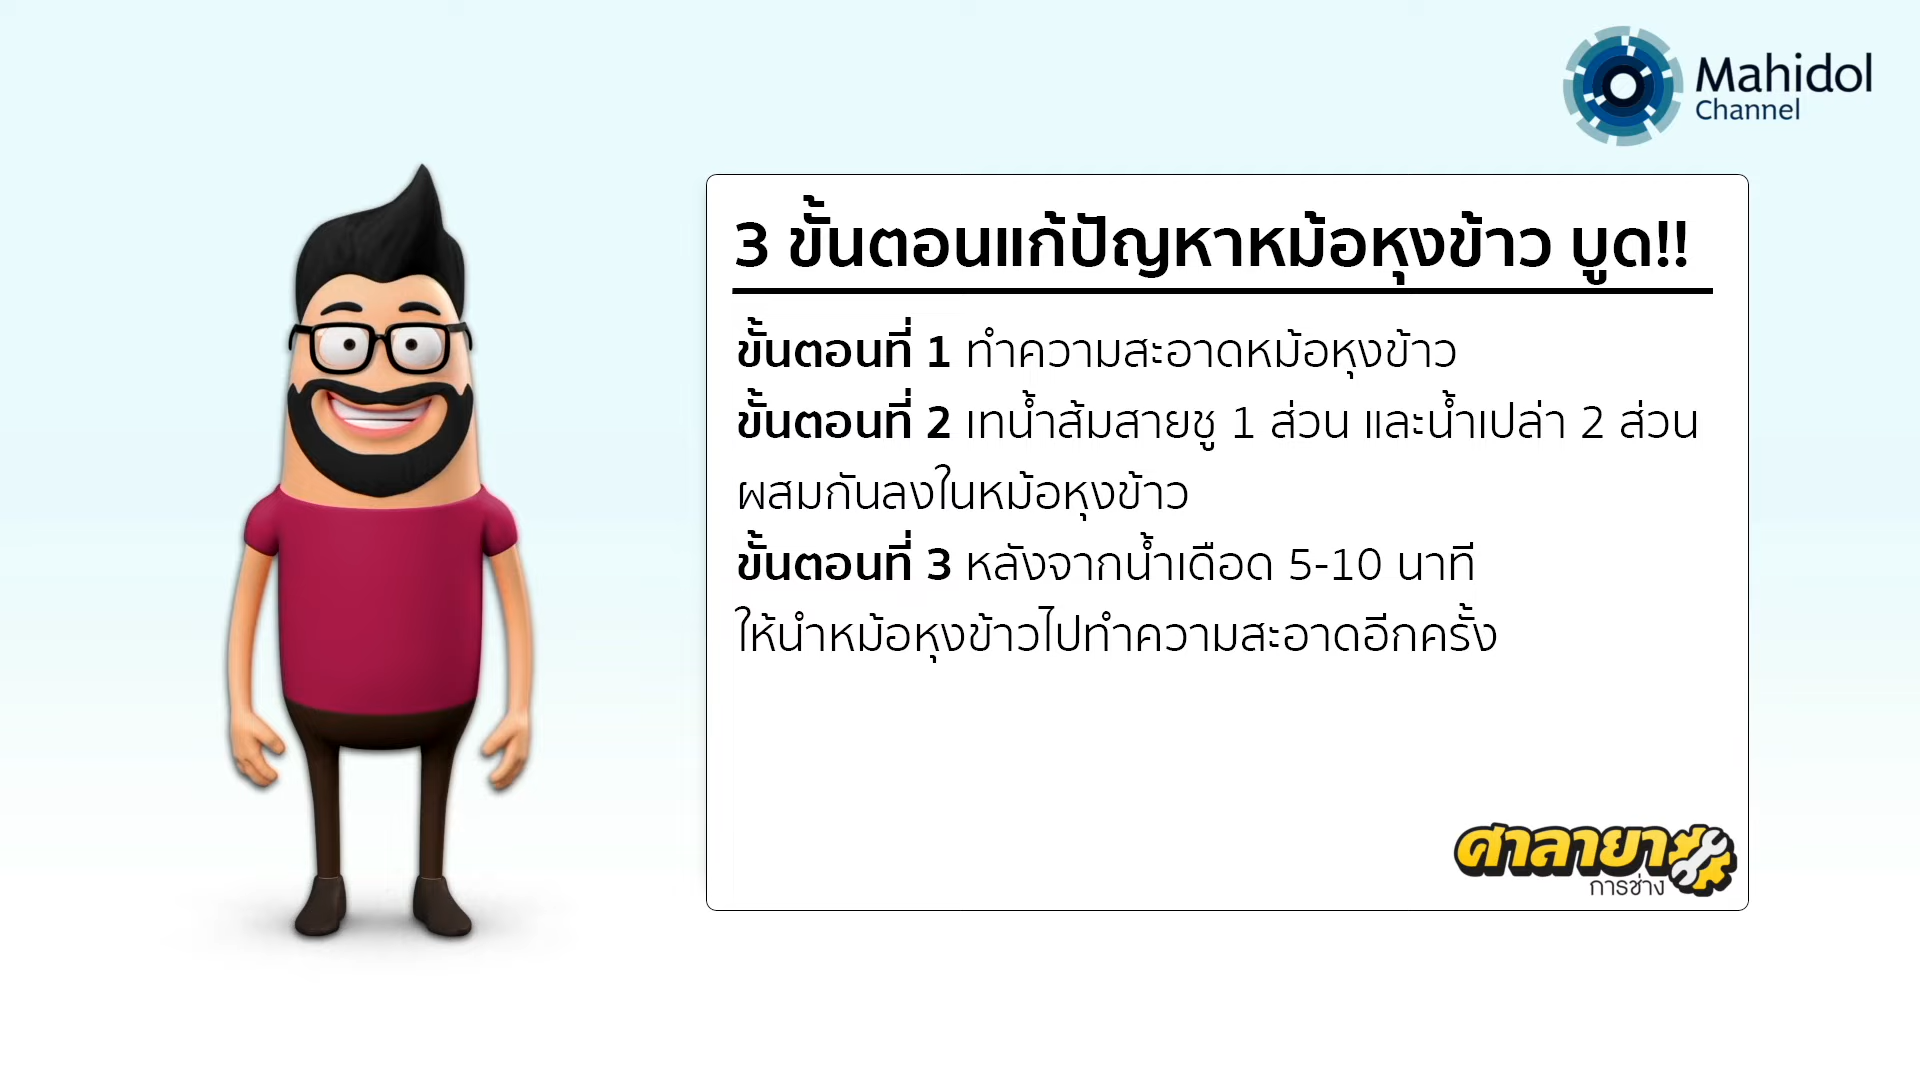 Mahidol
Channel
3 ขั้นตอนแก้ปัญหาหม้อหุงข้าว บูด!!
ขั้นตอนที่ 1 ทำความสะอาดหม้อหุงข้าว
ขั้นตอนที่ 2 เทน้ำส้มสายชู 1 ส่วน และน้ำเปล่า 2 ส่วน
ผสมกันลงในหม้อหุงข้าว
ขั้นตอนที่ 3 หลังจากน้ำเดือด 5-10 นาที
ให้นำหม้อหุงข้าวไปทำความสะอาดอีกครั้ง
ศาลายา
การช่าง